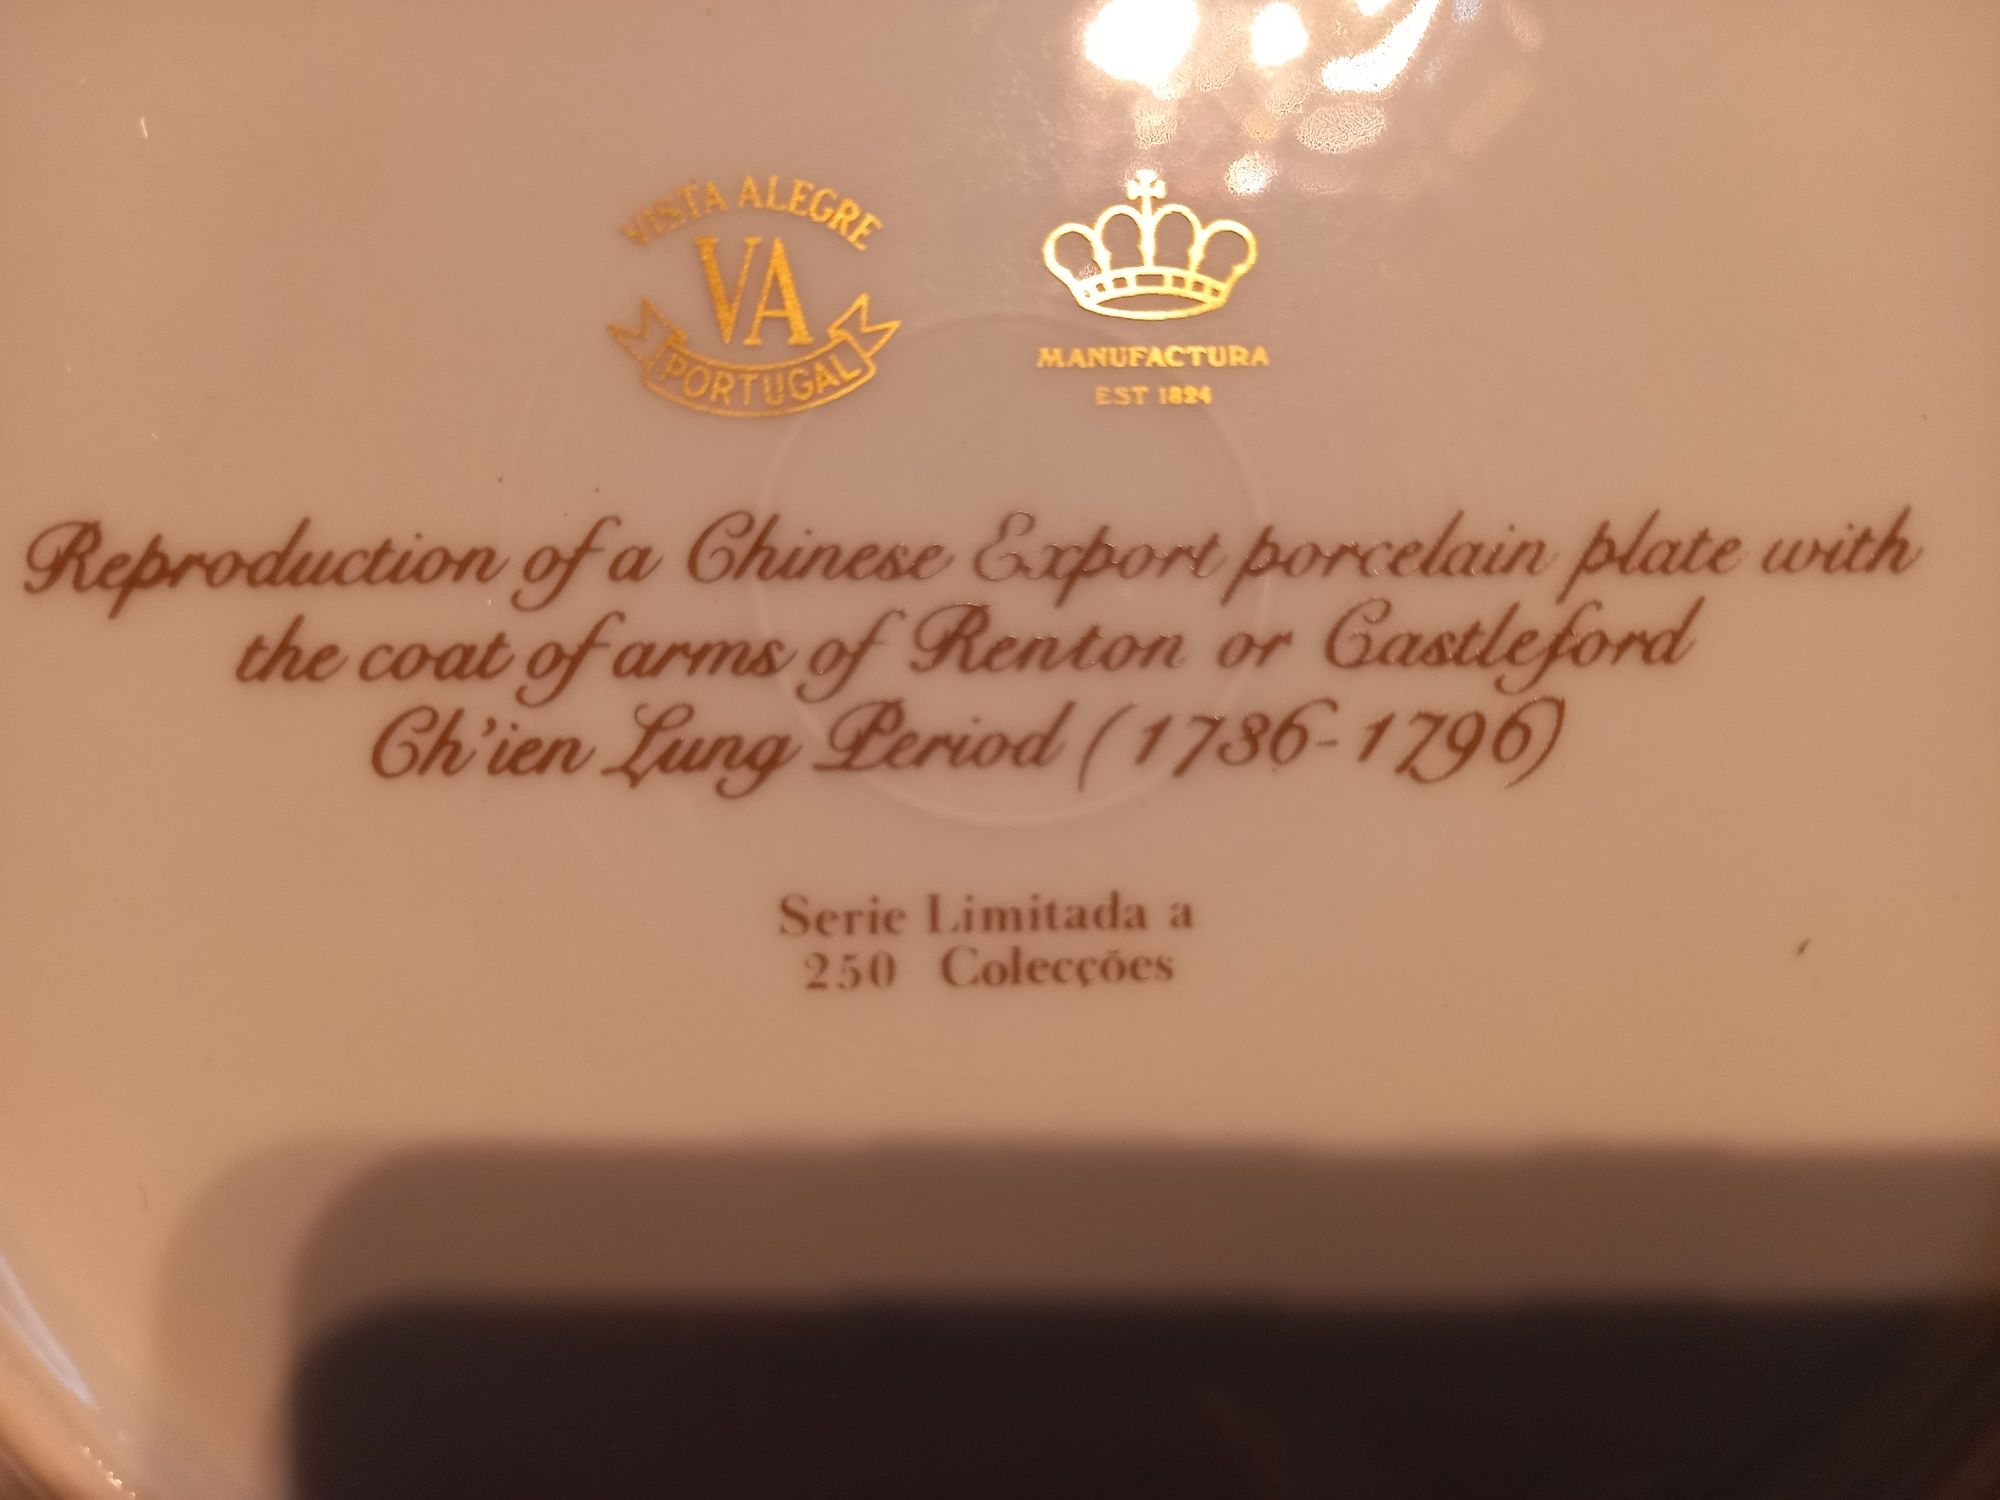 VISTA ALEGRE
VA
PORTUGAL
MANUFACTURA
EST 1824
Reproduction of a Chinese Export porcelain plate with
the coat of arms of Renton or Castleford
Ch'ien Lung Period (1736-1796)
Serie Limitada a
250 Colecções